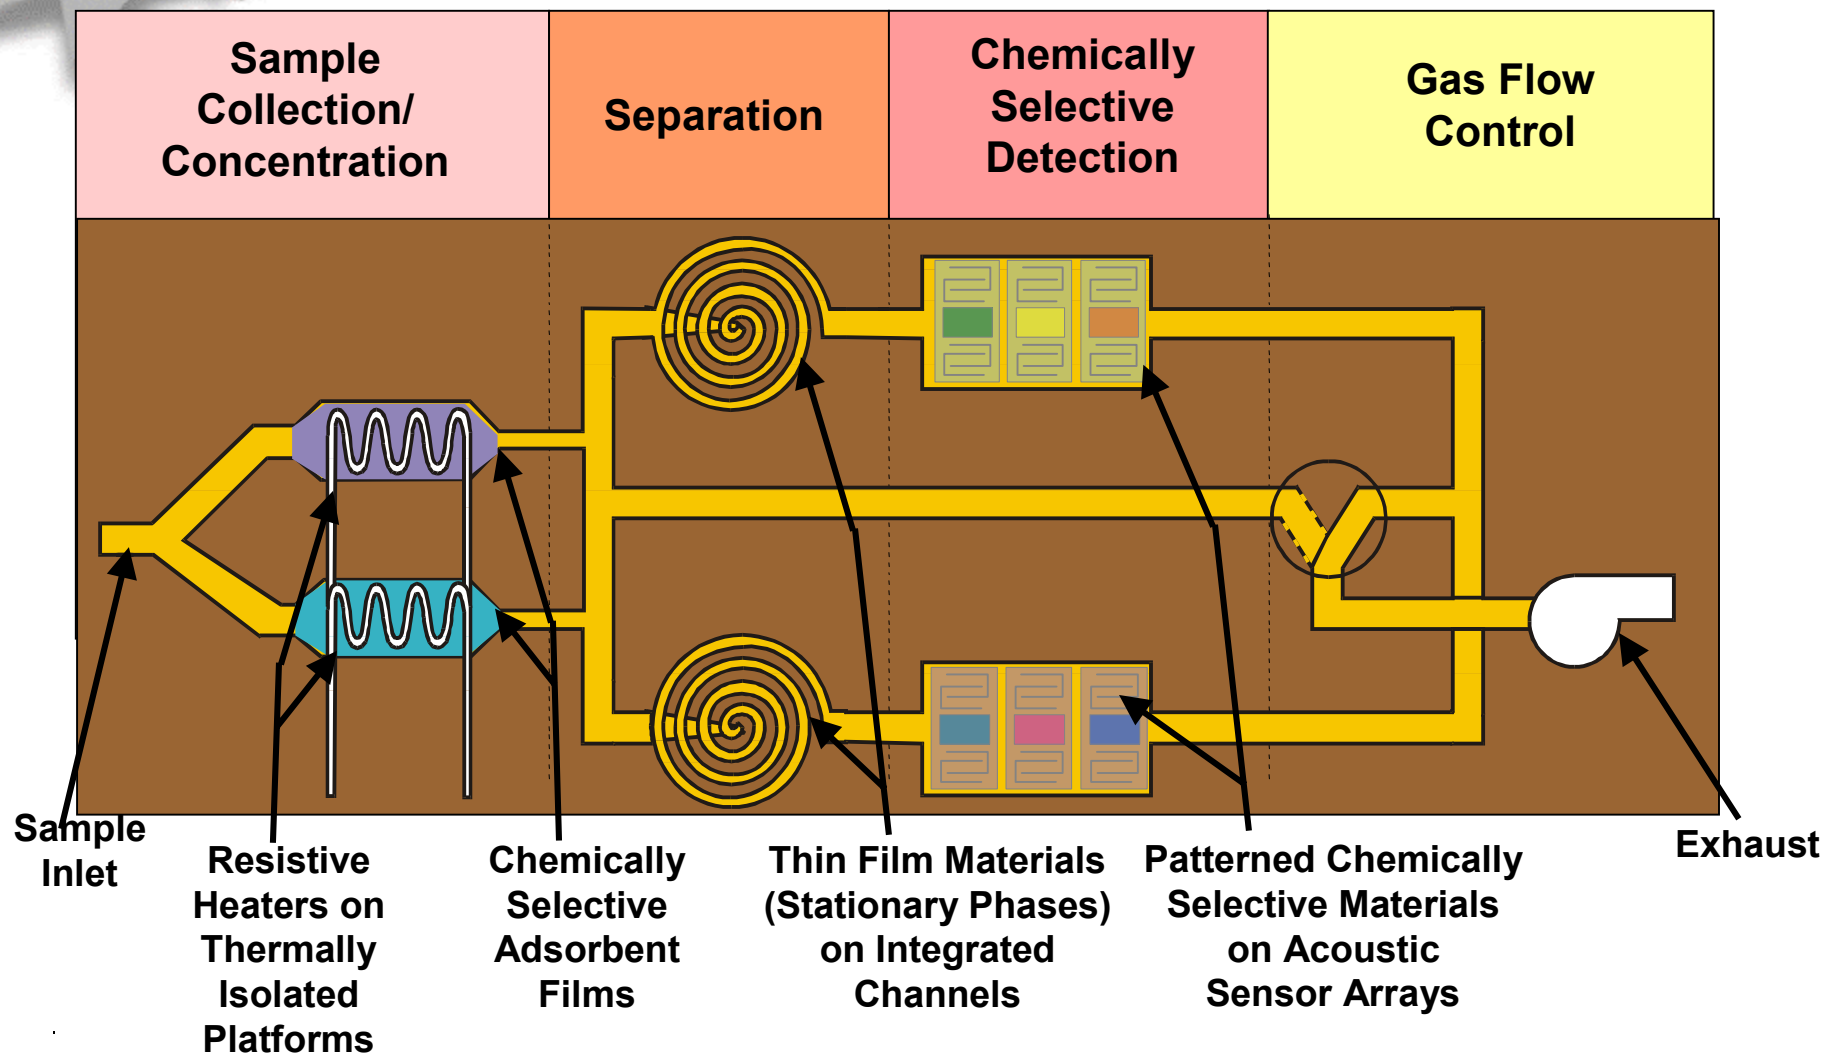 Sample
Collection/
Concentration
Separation
Chemically
Selective
Detection
Gas Flow
Control
Sample
Inlet
Resistive
Heaters on
Thermally
Isolated
Platforms
Chemically
Selective
Adsorbent
Films
Thin Film Materials
(Stationary Phases)
on Integrated
Channels
Patterned Chemically
Selective Materials
on Acoustic
Sensor Arrays
Exhaust